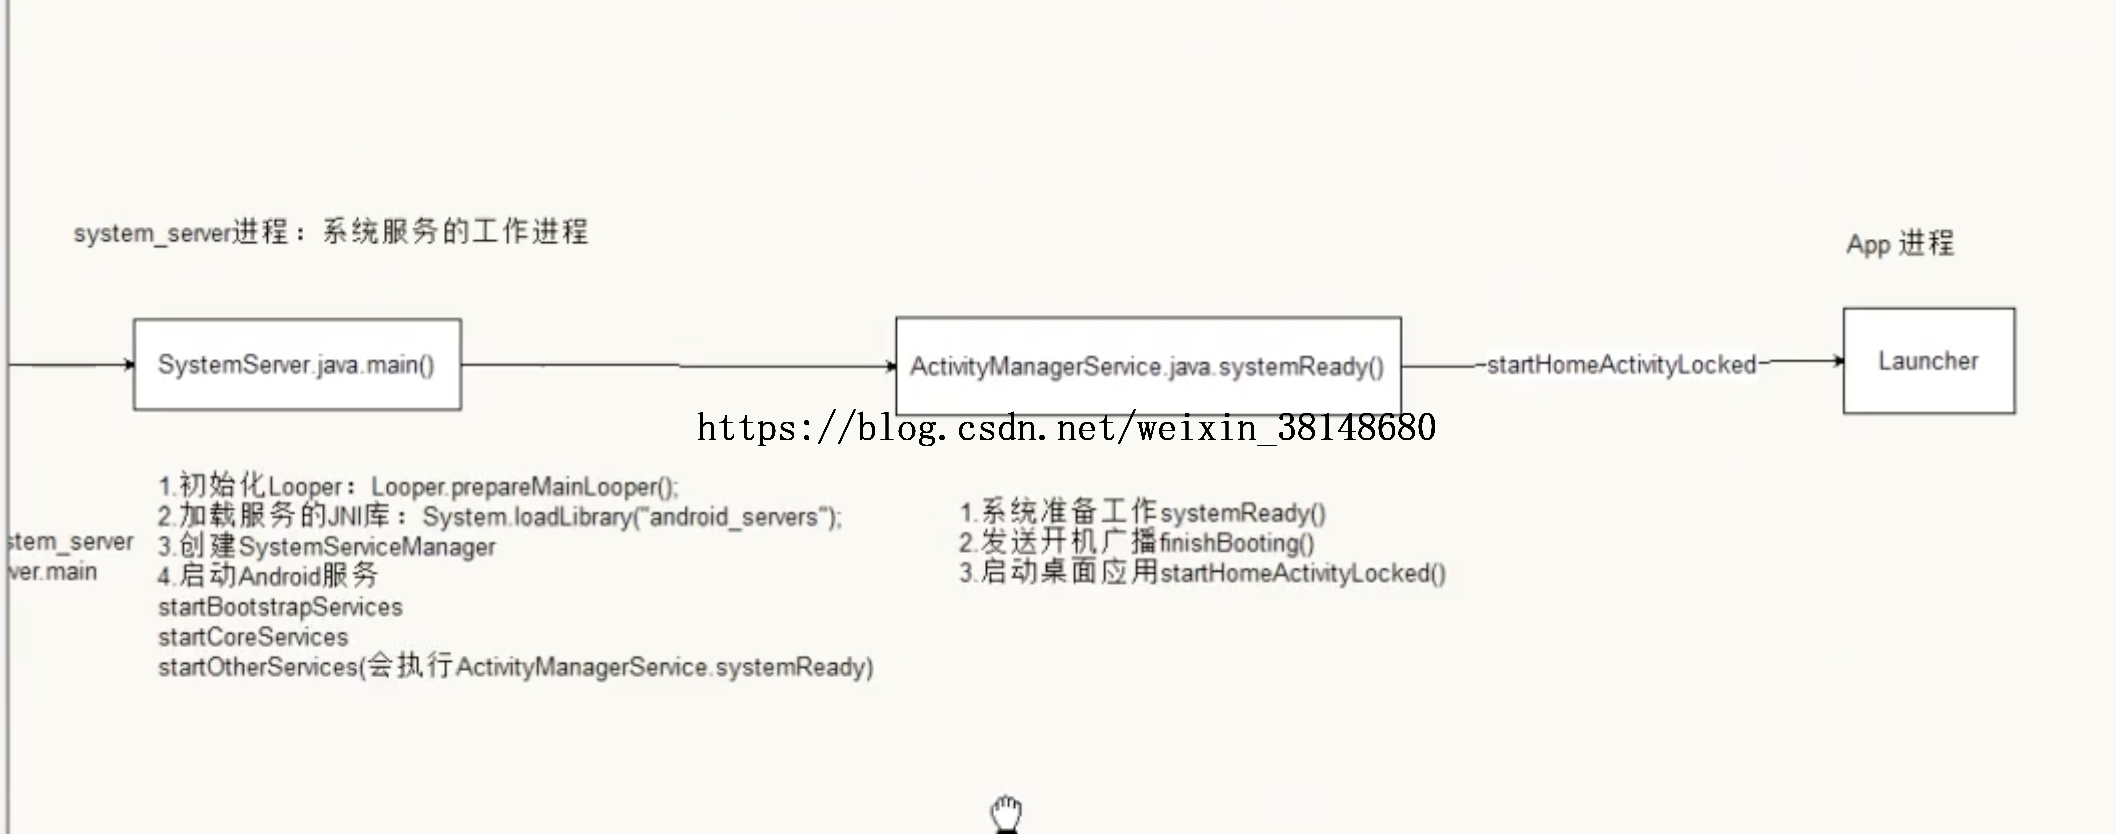 system_server进程：系统服务的工作进程
App 进程
SystemServer.java.main()
ActivityManagerService.java.systemReady()
startHomeActivityLocked
Launcher
https://blog.csdn.net/weixin_38148680
1.初始化Looper：Looper.prepareMainLooper();
2.加载服务的JNI库：System.loadLibrary("android_servers");
3.创建SystemServiceManager
4.启动Android服务
startBootstrapServices
startCoreServices
startOtherServices(会执行ActivityManagerService.systemReady)
stem_server
ver.main
1.系统准备工作systemReady()
2.发送开机广播finishBooting()
3.启动桌面应用startHomeActivityLocked()